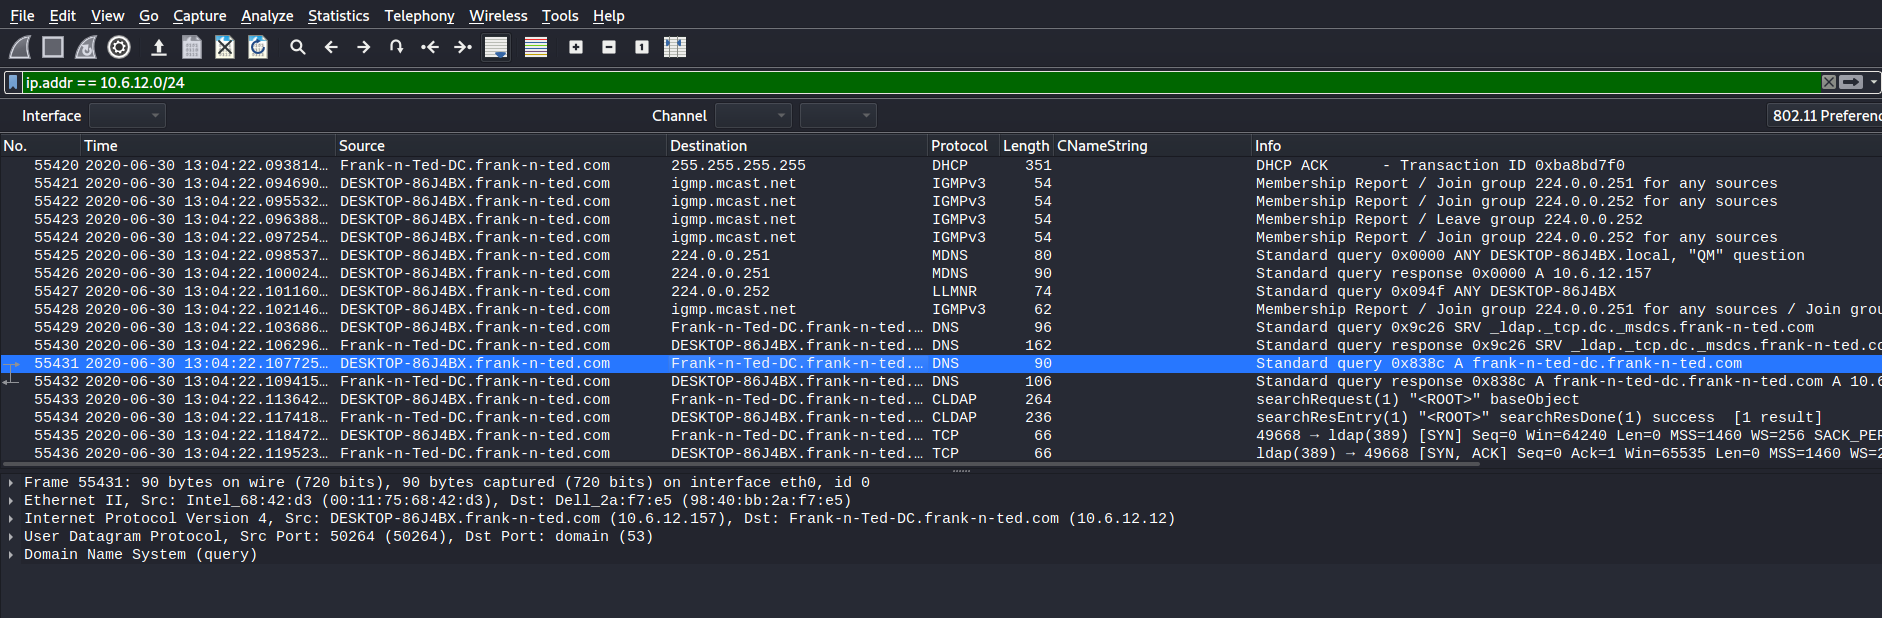 File Edit View Go Capture Analyze Statistics Telephony Wireless Tools Help
ip.addr == 10.6.12.0/24
Interface Channel 802.11 Preferenc
No. Time Source Destination Protocol Length CNameString Info
55420 2020-06-30 13:04:22.093814… Frank-n-Ted-DC.frank-n-ted.com 255.255.255.255 DHCP 351 DHCP ACK - Transaction ID 0xba8bd7f0
55421 2020-06-30 13:04:22.094690… DESKTOP-86J4BX.frank-n-ted.com igmp.mcast.net IGMPv3 54 Membership Report / Join group 224.0.0.251 for any sources
55422 2020-06-30 13:04:22.095532… DESKTOP-86J4BX.frank-n-ted.com igmp.mcast.net IGMPv3 54 Membership Report / Join group 224.0.0.252 for any sources
55423 2020-06-30 13:04:22.096388… DESKTOP-86J4BX.frank-n-ted.com igmp.mcast.net IGMPv3 54 Membership Report / Leave group 224.0.0.252
55424 2020-06-30 13:04:22.097254… DESKTOP-86J4BX.frank-n-ted.com igmp.mcast.net IGMPv3 54 Membership Report / Join group 224.0.0.252 for any sources
55425 2020-06-30 13:04:22.098537… DESKTOP-86J4BX.frank-n-ted.com 224.0.0.251 MDNS 80 Standard query 0x0000 ANY DESKTOP-86J4BX.local, "QM" question
55426 2020-06-30 13:04:22.100024… DESKTOP-86J4BX.frank-n-ted.com 224.0.0.251 MDNS 90 Standard query response 0x0000 A 10.6.12.157
55427 2020-06-30 13:04:22.101160… DESKTOP-86J4BX.frank-n-ted.com 224.0.0.252 LLMNR 74 Standard query 0x094f ANY DESKTOP-86J4BX
55428 2020-06-30 13:04:22.102146… DESKTOP-86J4BX.frank-n-ted.com igmp.mcast.net IGMPv3 62 Membership Report / Join group 224.0.0.251 for any sources / Join grou
55429 2020-06-30 13:04:22.103686… DESKTOP-86J4BX.frank-n-ted.com Frank-n-Ted-DC.frank-n-ted.… DNS 96 Standard query 0x9c26 SRV _ldap._tcp.dc._msdcs.frank-n-ted.com
55430 2020-06-30 13:04:22.106296… Frank-n-Ted-DC.frank-n-ted.com DESKTOP-86J4BX.frank-n-ted.… DNS 162 Standard query response 0x9c26 SRV _ldap._tcp.dc._msdcs.frank-n-ted.co
55431 2020-06-30 13:04:22.107725… DESKTOP-86J4BX.frank-n-ted.com Frank-n-Ted-DC.frank-n-ted.… DNS 90 Standard query 0x838c A frank-n-ted-dc.frank-n-ted.com
55432 2020-06-30 13:04:22.109415… Frank-n-Ted-DC.frank-n-ted.com DESKTOP-86J4BX.frank-n-ted.… DNS 106 Standard query response 0x838c A frank-n-ted-dc.frank-n-ted.com A 10.6
55433 2020-06-30 13:04:22.113642… DESKTOP-86J4BX.frank-n-ted.com Frank-n-Ted-DC.frank-n-ted.… CLDAP 264 searchRequest(1) "<ROOT>" baseObject
55434 2020-06-30 13:04:22.117418… Frank-n-Ted-DC.frank-n-ted.com DESKTOP-86J4BX.frank-n-ted.… CLDAP 236 searchResEntry(1) "<ROOT>" searchResDone(1) success [1 result]
55435 2020-06-30 13:04:22.118472… DESKTOP-86J4BX.frank-n-ted.com Frank-n-Ted-DC.frank-n-ted.… TCP 66 49668 → ldap(389) [SYN] Seq=0 Win=64240 Len=0 MSS=1460 WS=256 SACK_PER
55436 2020-06-30 13:04:22.119523… Frank-n-Ted-DC.frank-n-ted.com DESKTOP-86J4BX.frank-n-ted.… TCP 66 ldap(389) → 49668 [SYN, ACK] Seq=0 Ack=1 Win=65535 Len=0 MSS=1460 WS=2
Frame 55431: 90 bytes on wire (720 bits), 90 bytes captured (720 bits) on interface eth0, id 0
Ethernet II, Src: Intel_68:42:d3 (00:11:75:68:42:d3), Dst: Dell_2a:f7:e5 (98:40:bb:2a:f7:e5)
Internet Protocol Version 4, Src: DESKTOP-86J4BX.frank-n-ted.com (10.6.12.157), Dst: Frank-n-Ted-DC.frank-n-ted.com (10.6.12.12)
User Datagram Protocol, Src Port: 50264 (50264), Dst Port: domain (53)
Domain Name System (query)